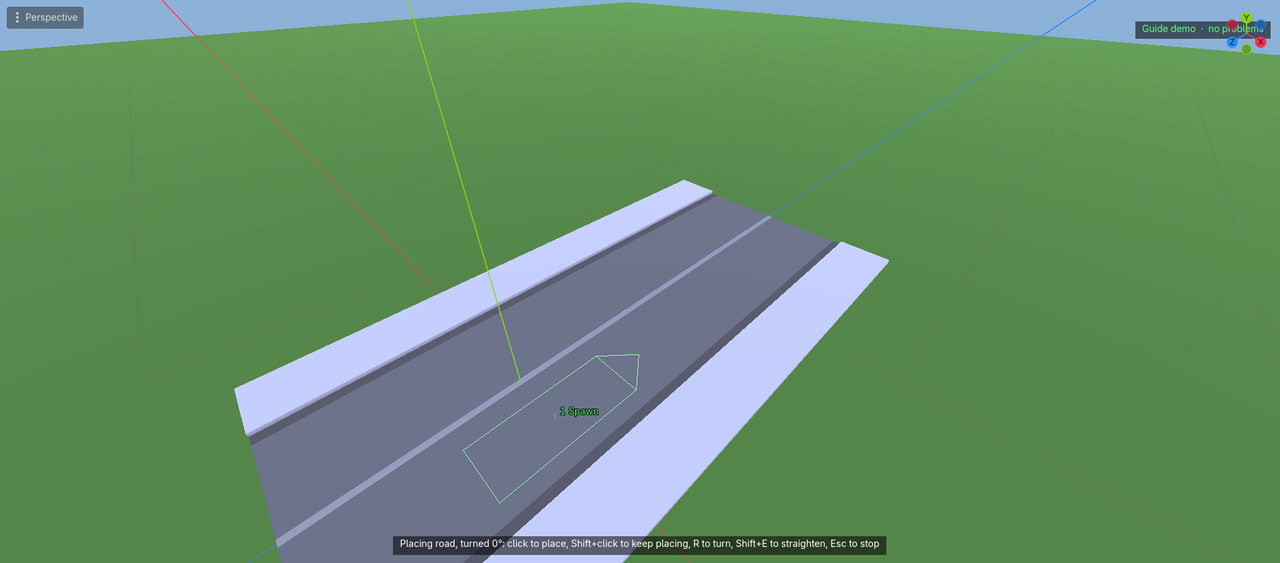 Perspective
Guide demo · no problems
Y
Z
X
1 Spawn
Placing road, turned 0°: click to place, Shift+click to keep placing, R to turn, Shift+E to straighten, Esc to stop